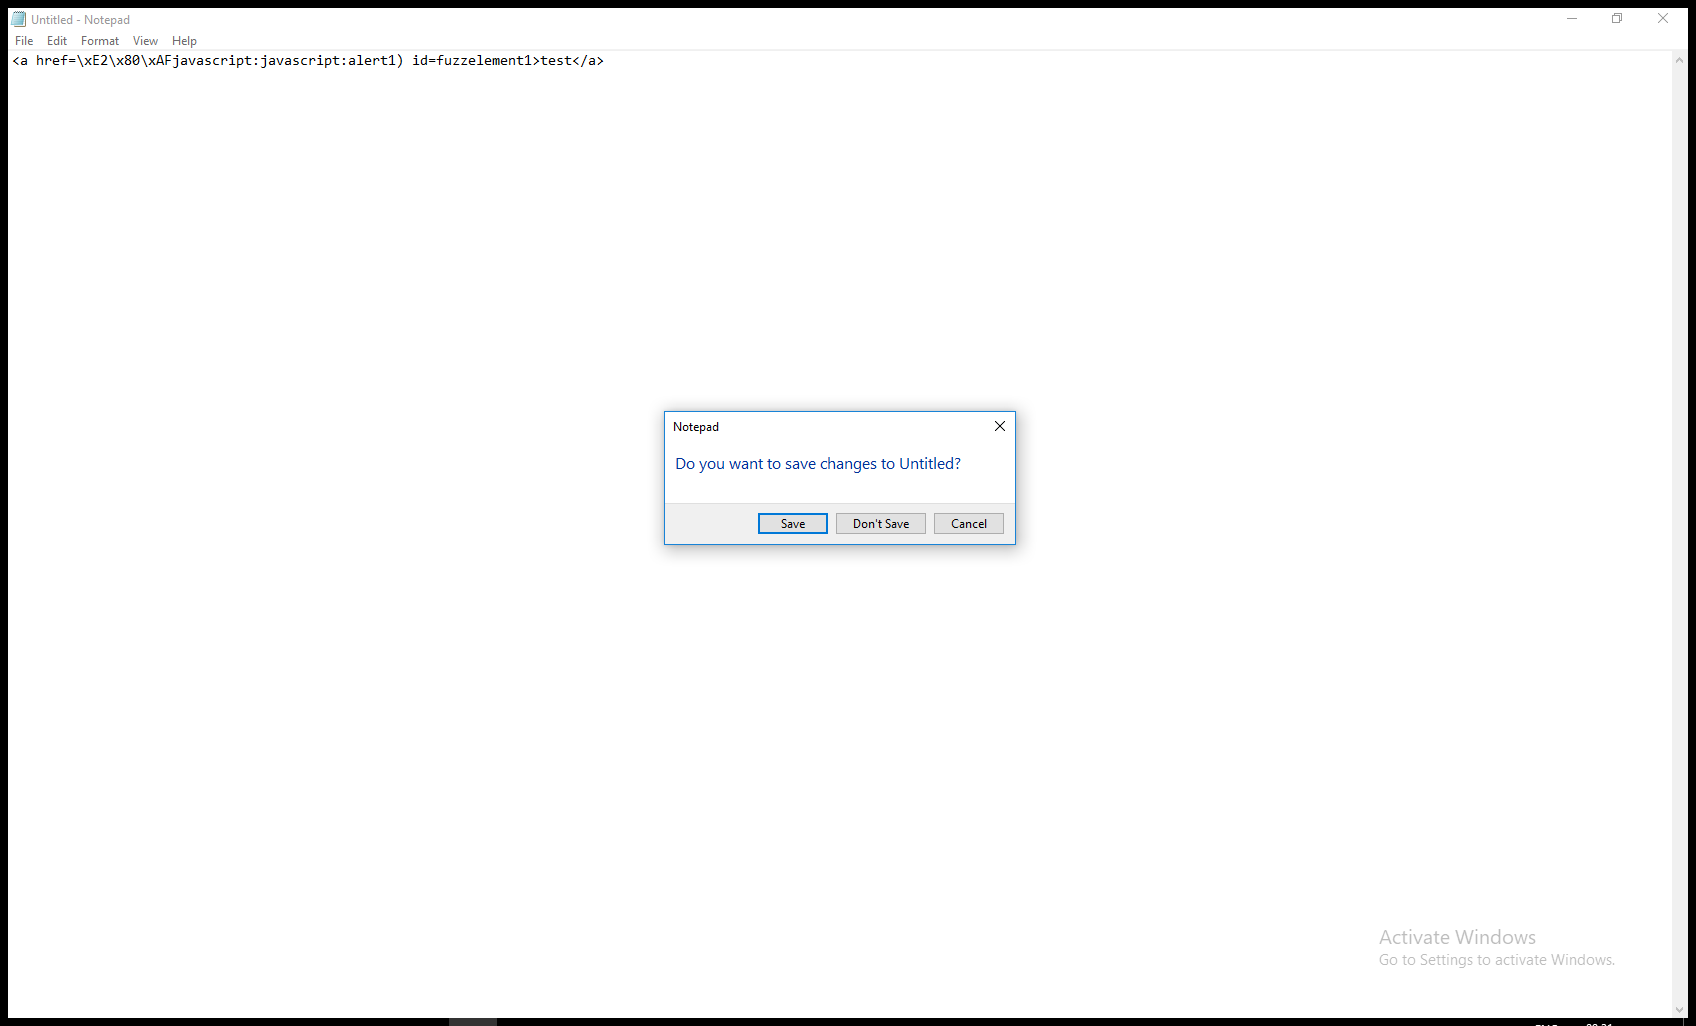 Untitled - Notepad
File Edit Format View Help
<a href=\xE2\x80\xAFjavascript:javascript:alert1) id=fuzzelement1>test</a>
Notepad
Do you want to save changes to Untitled?
Save Don't Save Cancel
Activate Windows
Go to Settings to activate Windows.